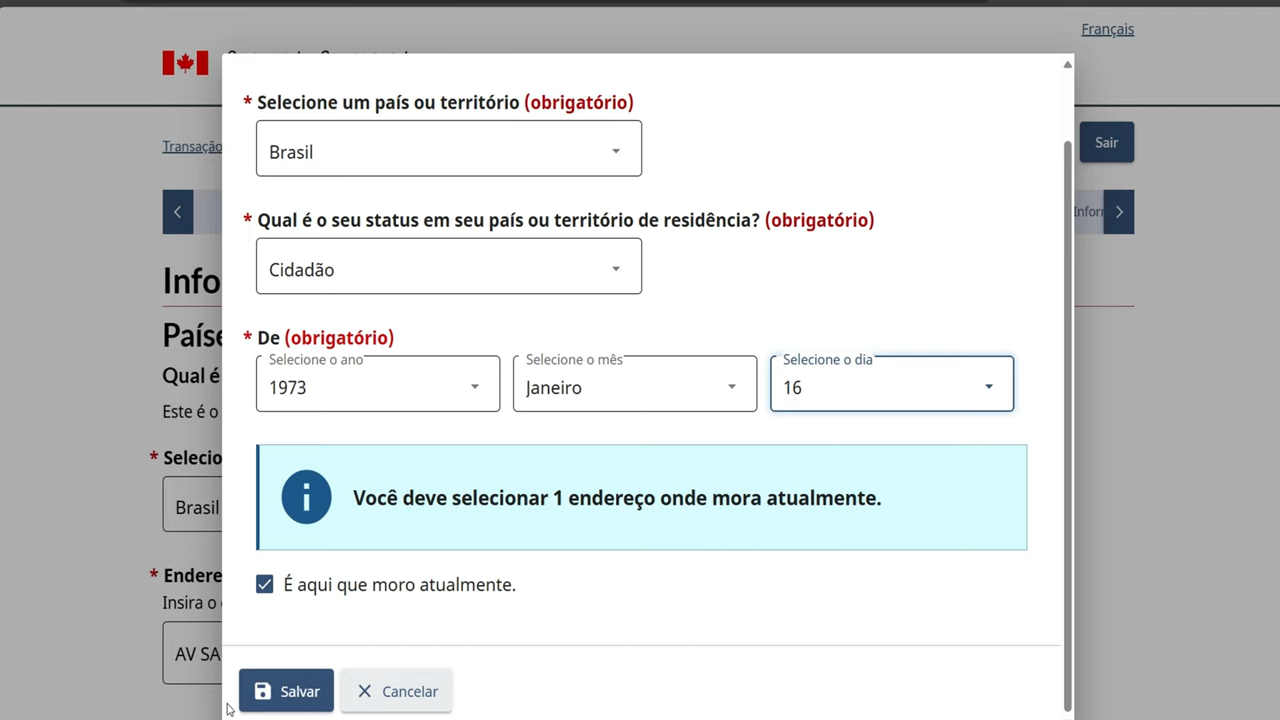 Français
* Selecione um país ou território (obrigatório)
Brasil
Transação
Sair
* Qual é o seu status em seu país ou território de residência? (obrigatório)
Cidadão
Info
* De (obrigatório)
Paíse
Selecione o ano
Selecione o mês
Selecione o dia
1973
Janeiro
16
Qual é
Este é o
* Selecio
Brasil
Você deve selecionar 1 endereço onde mora atualmente.
* Endere
É aqui que moro atualmente.
Insira o
AV SA
Salvar
Cancelar